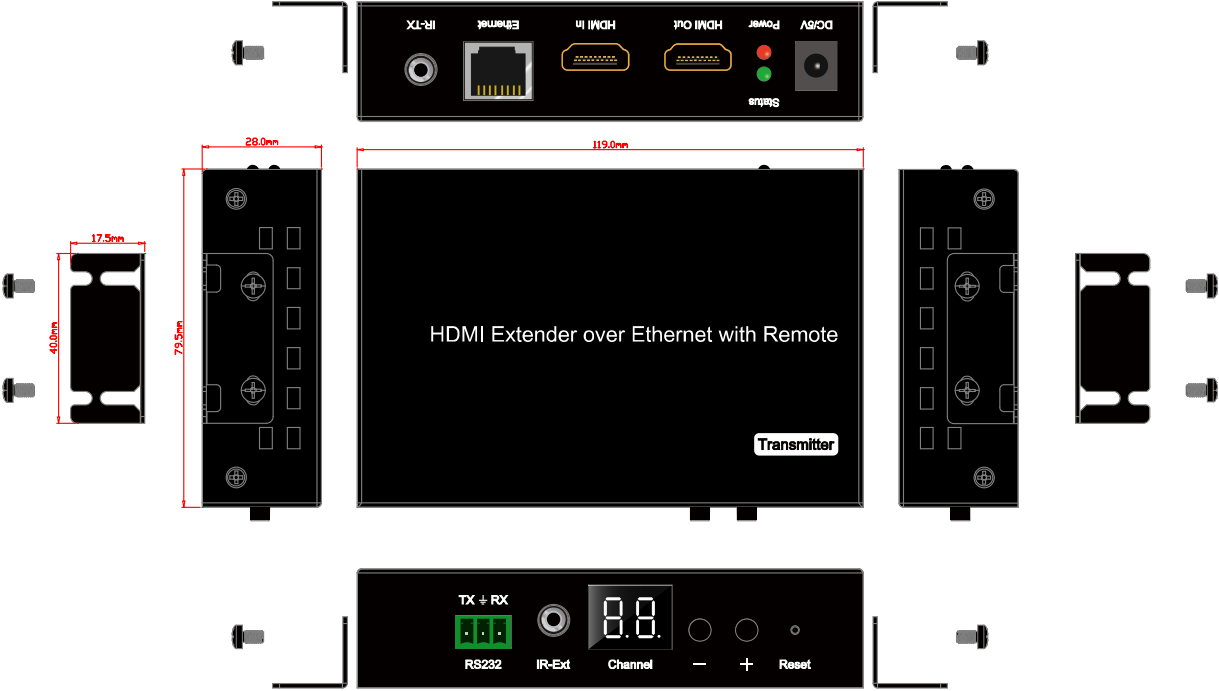 IR-TX Ethernet HDMI In HDMI Out Power DC/5V
Status
28.0mm
119.0mm
17.5mm
40.0mm
79.5mm
HDMI Extender over Ethernet with Remote
Transmitter
TX RX
8.8.
RS232 IR-Ext Channel − + Reset